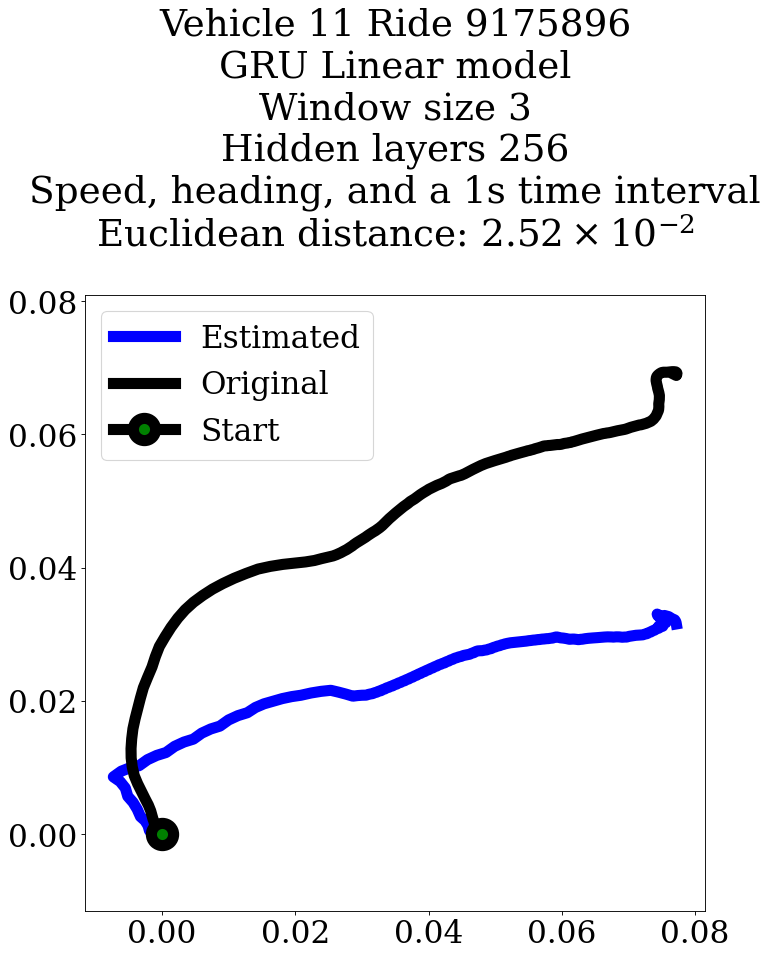 Vehicle 11 Ride 9175896
GRU Linear model
Window size 3
Hidden layers 256
Speed, heading, and a 1s time interval
Euclidean distance: 2.52 × 10⁻²
Estimated
Original
Start
0.08
0.06
0.04
0.02
0.00
0.00 0.02 0.04 0.06 0.08